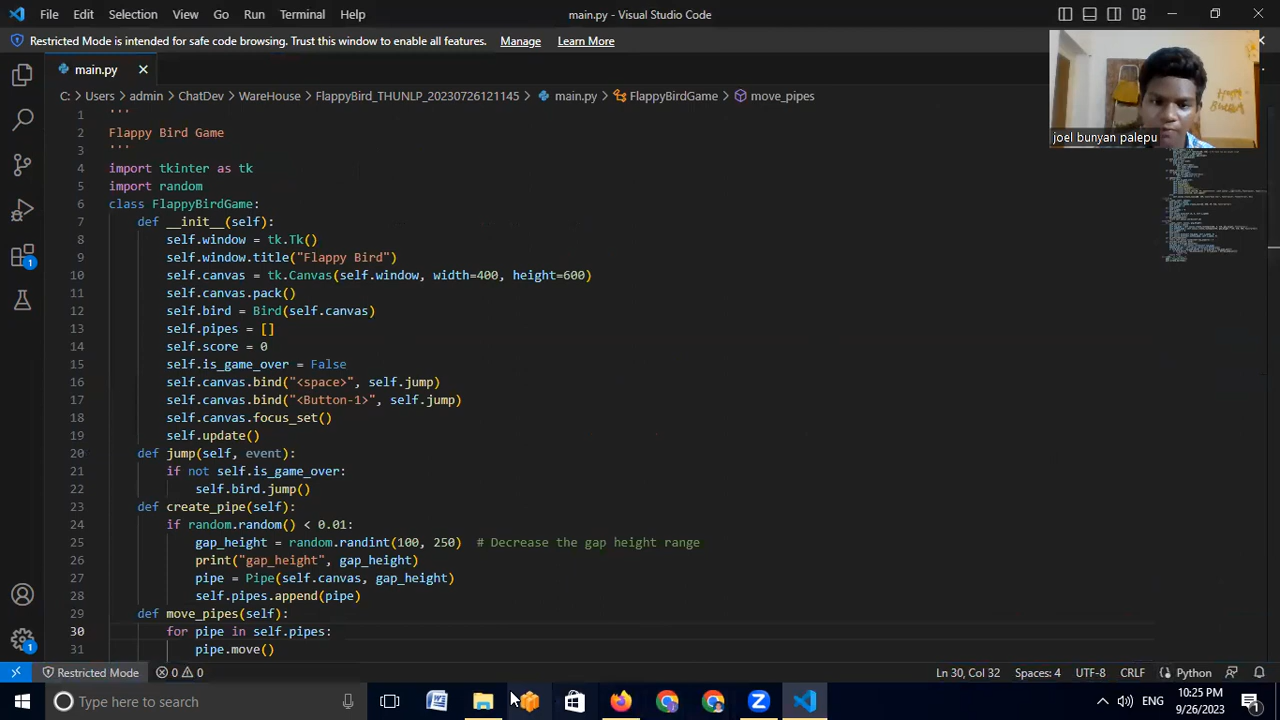 File Edit Selection View Go Run Terminal Help main.py - Visual Studio Code
Restricted Mode is intended for safe code browsing. Trust this window to enable all features. Manage Learn More
main.py
C: > Users > admin > ChatDev > WareHouse > FlappyBird_THUNLP_20230726121145 > main.py > FlappyBirdGame > move_pipes
joel bunyan palepu
1 '''
2 Flappy Bird Game
3 '''
4 import tkinter as tk
5 import random
6 class FlappyBirdGame:
7 def __init__(self):
8 self.window = tk.Tk()
9 self.window.title("Flappy Bird")
10 self.canvas = tk.Canvas(self.window, width=400, height=600)
11 self.canvas.pack()
12 self.bird = Bird(self.canvas)
13 self.pipes = []
14 self.score = 0
15 self.is_game_over = False
16 self.canvas.bind("<space>", self.jump)
17 self.canvas.bind("<Button-1>", self.jump)
18 self.canvas.focus_set()
19 self.update()
20 def jump(self, event):
21 if not self.is_game_over:
22 self.bird.jump()
23 def create_pipe(self):
24 if random.random() < 0.01:
25 gap_height = random.randint(100, 250) # Decrease the gap height range
26 print("gap_height", gap_height)
27 pipe = Pipe(self.canvas, gap_height)
28 self.pipes.append(pipe)
29 def move_pipes(self):
30 for pipe in self.pipes:
31 pipe.move()
Restricted Mode 0 0 Ln 30, Col 32 Spaces: 4 UTF-8 CRLF Python
Type here to search
ENG
10:25 PM
9/26/2023